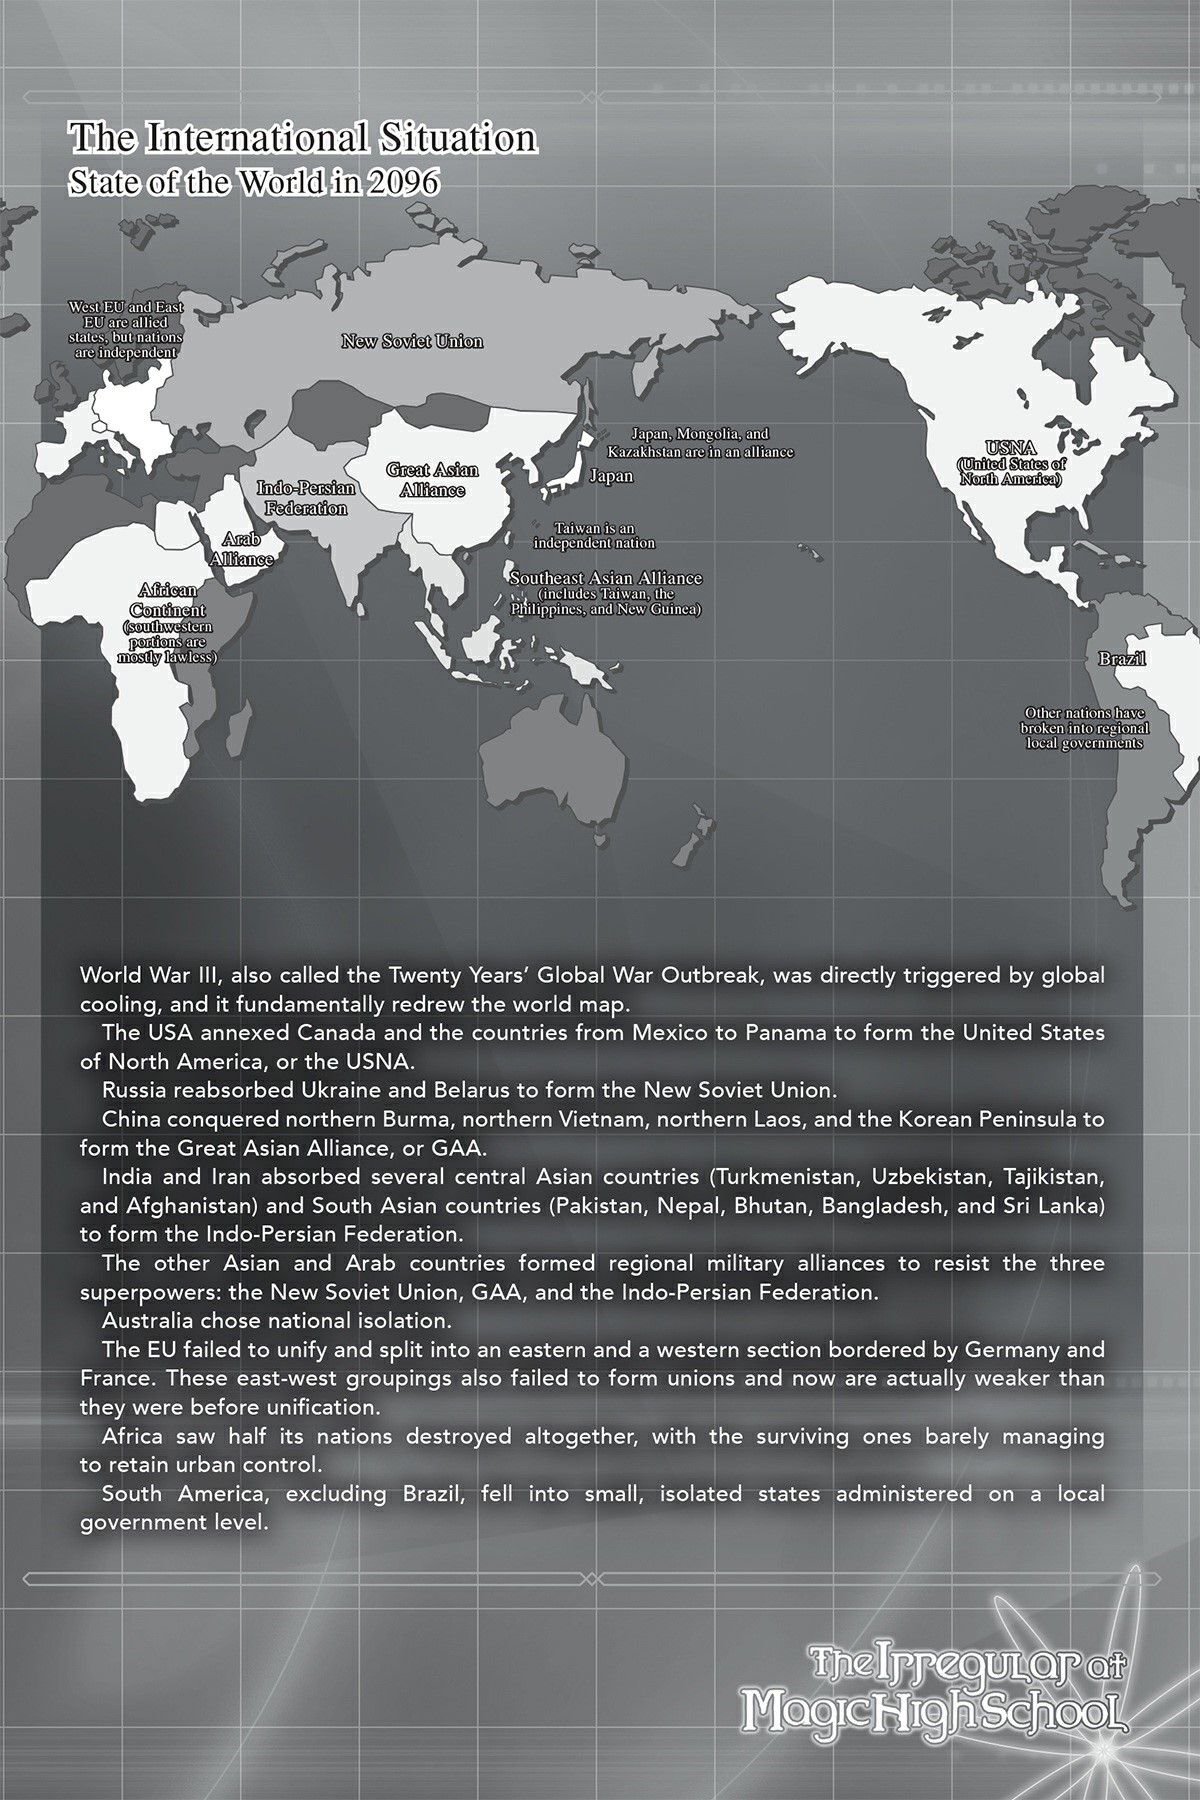 The International Situation
State of the World in 2096
West EU and East
EU are allied
states, but nations
are independent
New Soviet Union
Japan, Mongolia, and
Kazakhstan are in an alliance
Japan
Great Asian
Alliance
Indo-Persian
Federation
USNA
(United States of
North America)
Taiwan is an
independent nation
Arab
Alliance
Southeast Asian Alliance
(includes Taiwan, the
Philippines, and New Guinea)
African
Continent
(southwestern
portions are
mostly lawless)
Brazil
Other nations have
broken into regional
local governments
World War III, also called the Twenty Years’ Global War Outbreak, was directly triggered by global
cooling, and it fundamentally redrew the world map.
The USA annexed Canada and the countries from Mexico to Panama to form the United States
of North America, or the USNA.
Russia reabsorbed Ukraine and Belarus to form the New Soviet Union.
China conquered northern Burma, northern Vietnam, northern Laos, and the Korean Peninsula to
form the Great Asian Alliance, or GAA.
India and Iran absorbed several central Asian countries (Turkmenistan, Uzbekistan, Tajikistan,
and Afghanistan) and South Asian countries (Pakistan, Nepal, Bhutan, Bangladesh, and Sri Lanka)
to form the Indo-Persian Federation.
The other Asian and Arab countries formed regional military alliances to resist the three
superpowers: the New Soviet Union, GAA, and the Indo-Persian Federation.
Australia chose national isolation.
The EU failed to unify and split into an eastern and a western section bordered by Germany and
France. These east-west groupings also failed to form unions and now are actually weaker than
they were before unification.
Africa saw half its nations destroyed altogether, with the surviving ones barely managing
to retain urban control.
South America, excluding Brazil, fell into small, isolated states administered on a local
government level.
The Irregular at
Magic High School